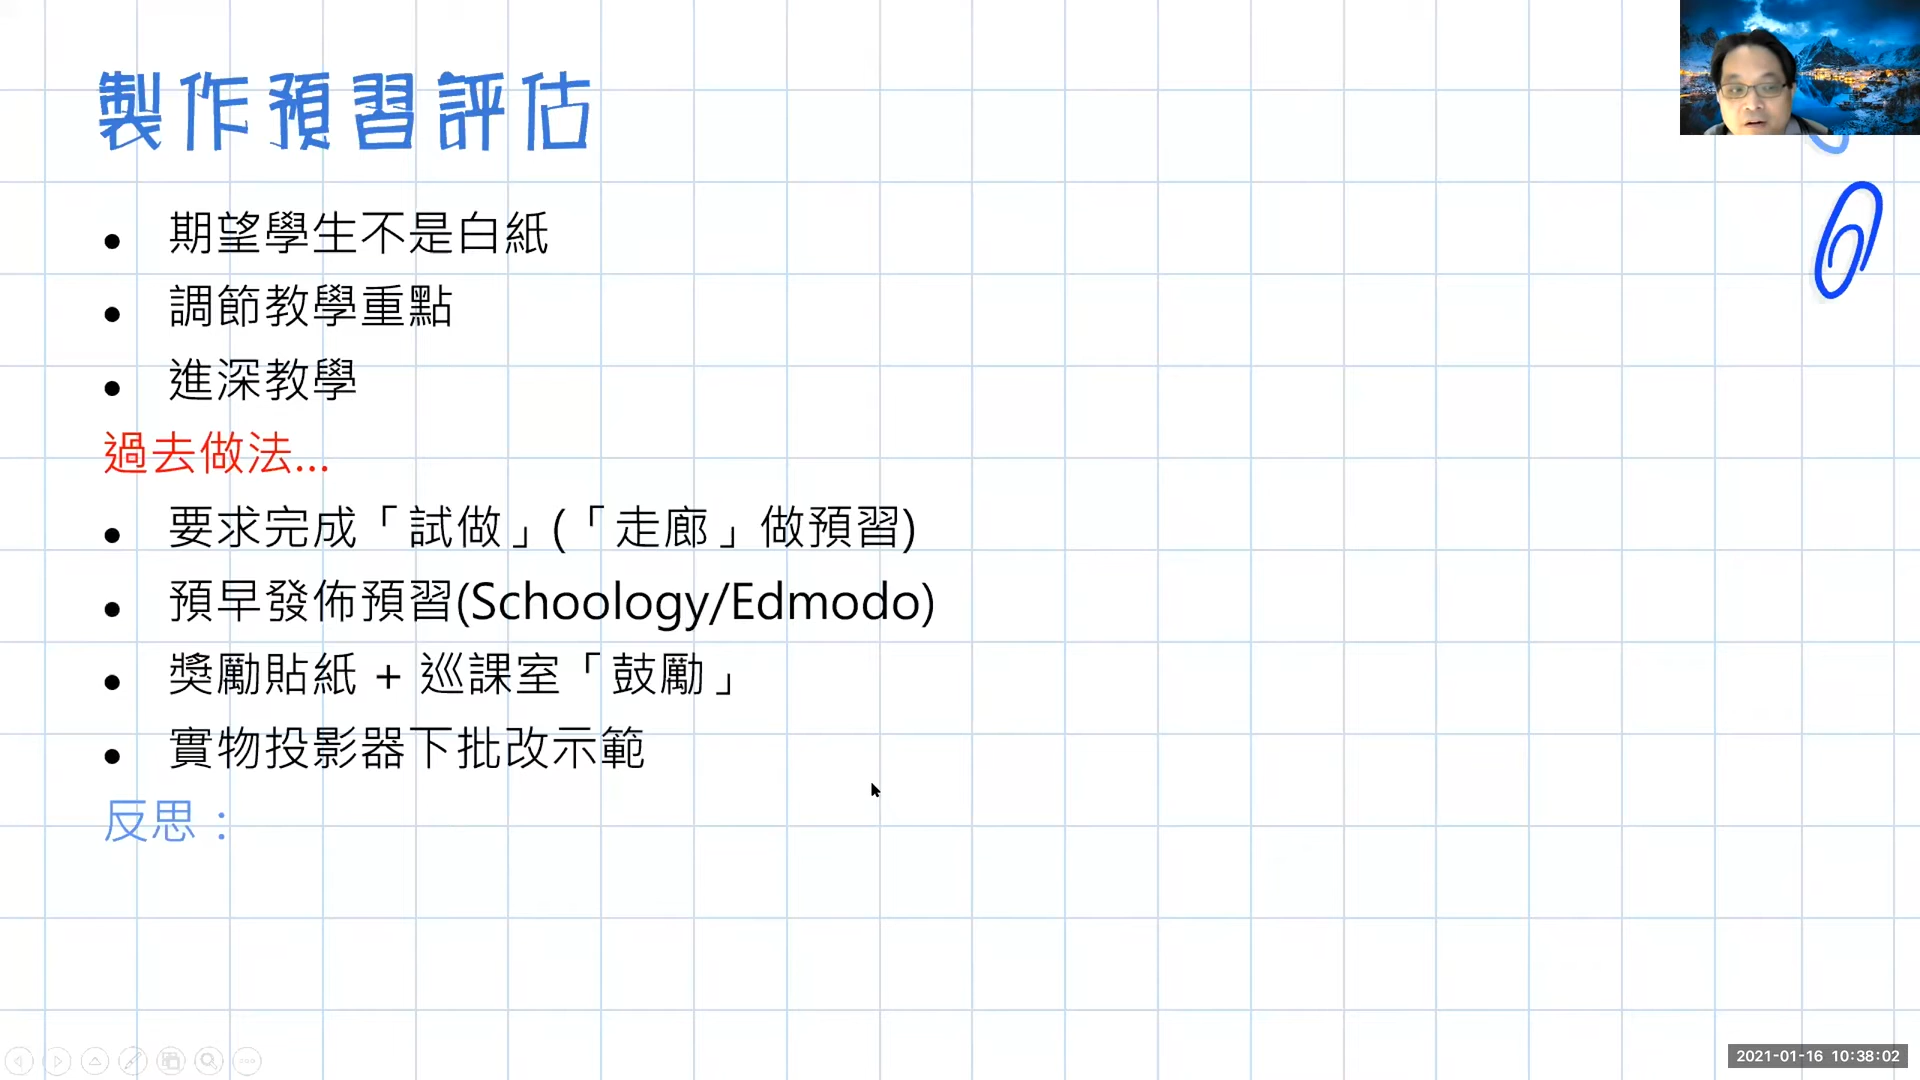 製作預習評估
● 期望學生不是白紙
● 調節教學重點
● 進深教學
過去做法...
● 要求完成「試做」(「走廊」做預習)
● 預早發佈預習(Schoology/Edmodo)
● 獎勵貼紙 + 巡課室「鼓勵」
● 實物投影器下批改示範
反思：
2021-01-16 10:38:02